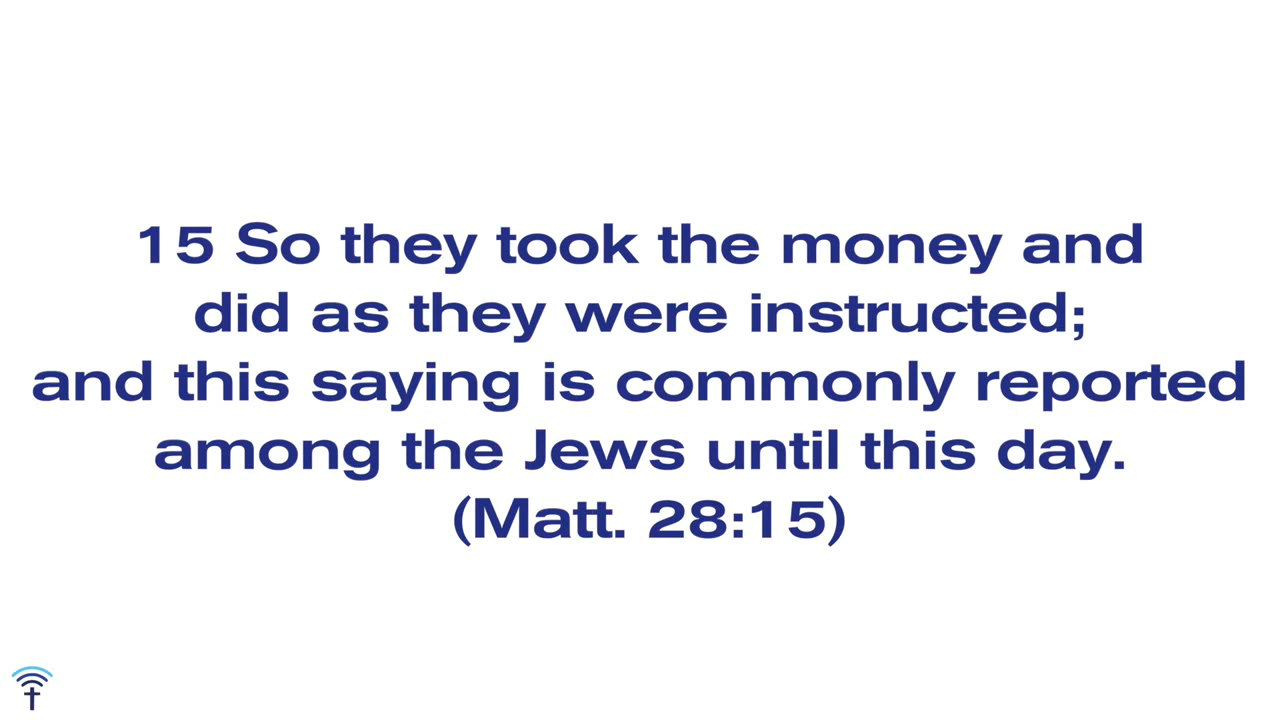 15 So they took the money and
did as they were instructed;
and this saying is commonly reported
among the Jews until this day.
(Matt. 28:15)